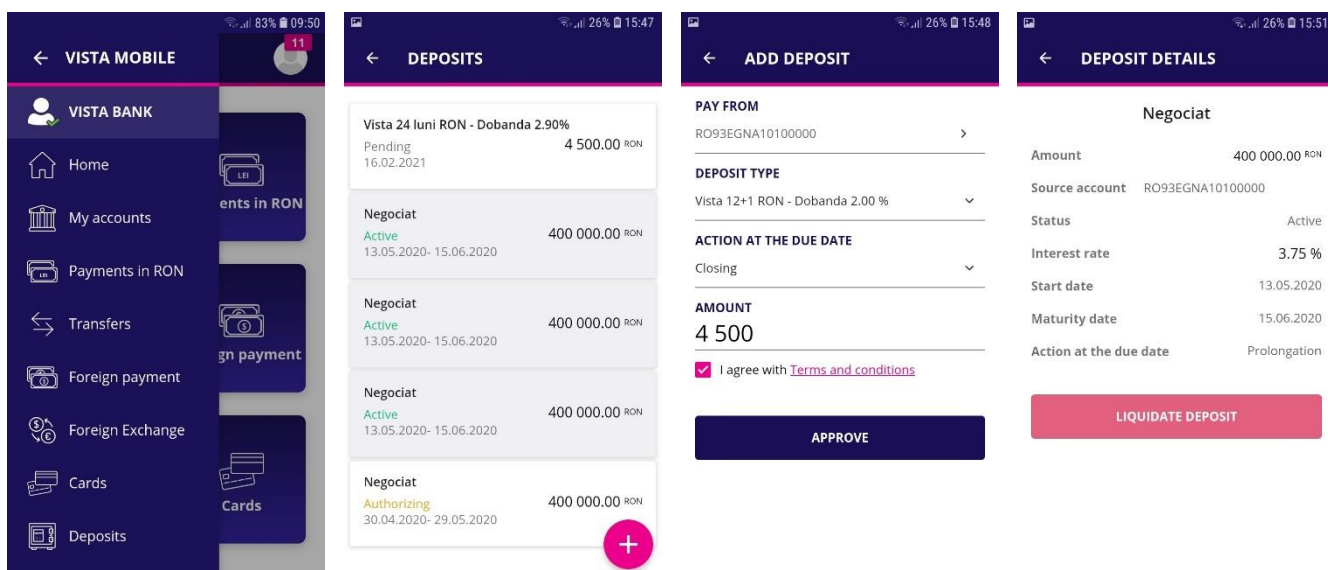 83% 09:50
VISTA MOBILE
11
VISTA BANK
Home
My accounts
Payments in RON
Transfers
Foreign payment
Foreign Exchange
Cards
Deposits
LEI
ents in RON
gn payment
Cards
26% 15:47
DEPOSITS
Vista 24 luni RON - Dobanda 2.90%
Pending 4 500.00 RON
16.02.2021
Negociat
Active 400 000.00 RON
13.05.2020- 15.06.2020
Negociat
Active 400 000.00 RON
13.05.2020- 15.06.2020
Negociat
Active 400 000.00 RON
13.05.2020- 15.06.2020
Negociat
Authorizing 400 000.00 RON
30.04.2020- 29.05.2020
+
26% 15:48
ADD DEPOSIT
PAY FROM
RO93EGNA10100000
DEPOSIT TYPE
Vista 12+1 RON - Dobanda 2.00 %
ACTION AT THE DUE DATE
Closing
AMOUNT
4 500
I agree with Terms and conditions
APPROVE
26% 15:51
DEPOSIT DETAILS
Negociat
Amount 400 000.00 RON
Source account RO93EGNA10100000
Status Active
Interest rate 3.75 %
Start date 13.05.2020
Maturity date 15.06.2020
Action at the due date Prolongation
LIQUIDATE DEPOSIT